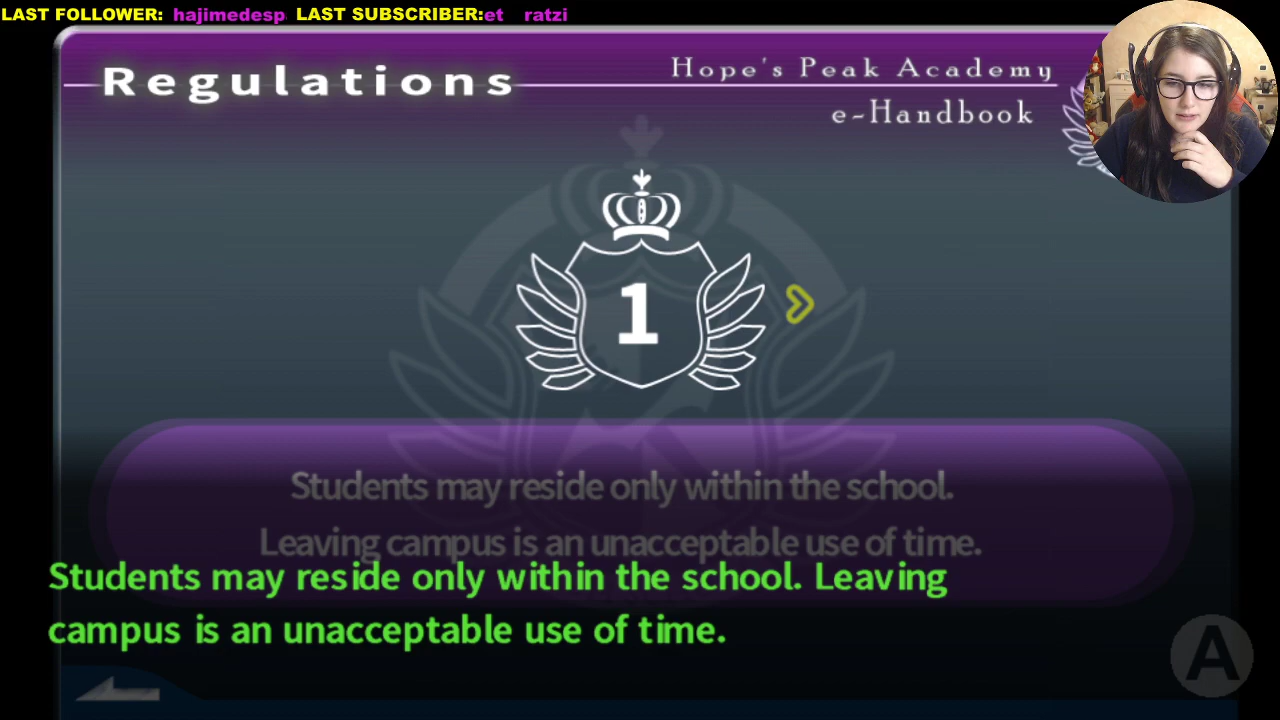 LAST FOLLOWER: hajimedesp LAST SUBSCRIBER:et ratzi
Regulations
Hope's Peak Academy
e-Handbook
1
Students may reside only within the school.
Leaving campus is an unacceptable use of time.
Students may reside only within the school. Leaving
campus is an unacceptable use of time.
A